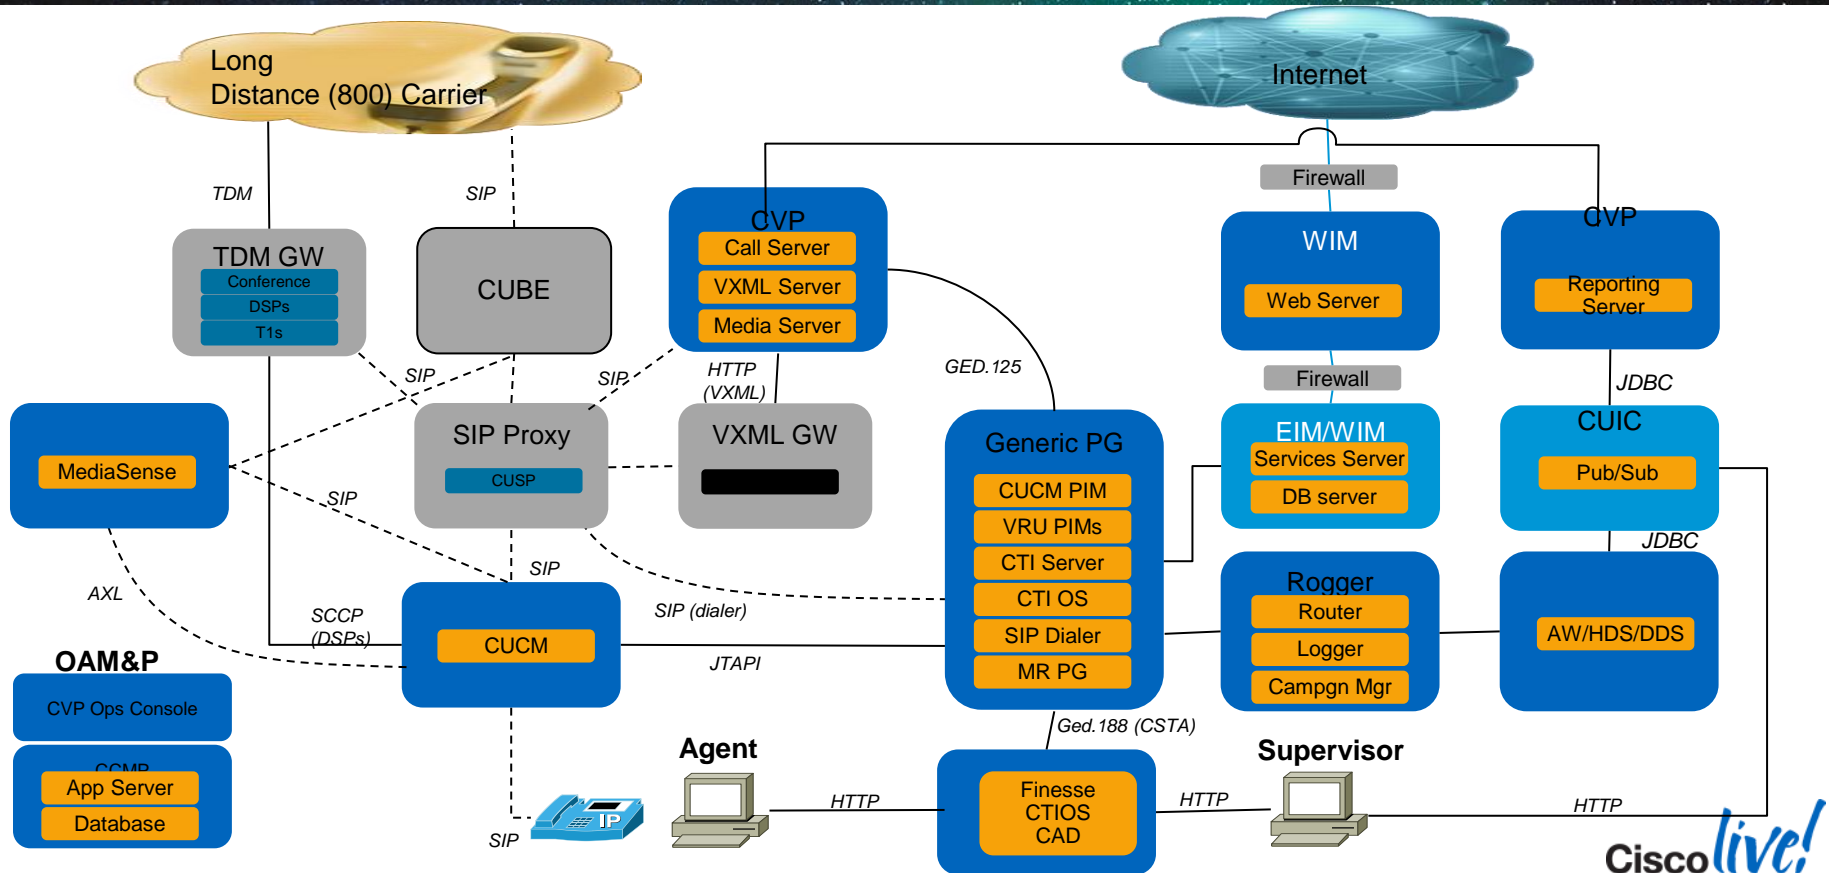 Long
Distance (800) Carrier
Internet
TDM
SIP
Firewall
CVP
Call Server
VXML Server
Media Server
WIM
Web Server
CVP
Reporting
Server
TDM GW
Conference
DSPs
T1s
CUBE
SIP
SIP
HTTP
(VXML)
GED.125
Firewall
JDBC
MediaSense
SIP Proxy
CUSP
VXML GW
Generic PG
CUCM PIM
VRU PIMs
CTI Server
CTI OS
SIP Dialer
MR PG
EIM/WIM
Services Server
DB server
CUIC
Pub/Sub
SIP
SIP
JDBC
AXL
SCCP
(DSPs)
SIP (dialer)
CUCM
JTAPI
Rogger
Router
Logger
Campgn Mgr
AW/HDS/DDS
OAM&P
CVP Ops Console
CCMP
App Server
Database
Ged.188 (CSTA)
Agent
Supervisor
IP
SIP
HTTP
Finesse
CTIOS
CAD
HTTP
HTTP
Cisco live!